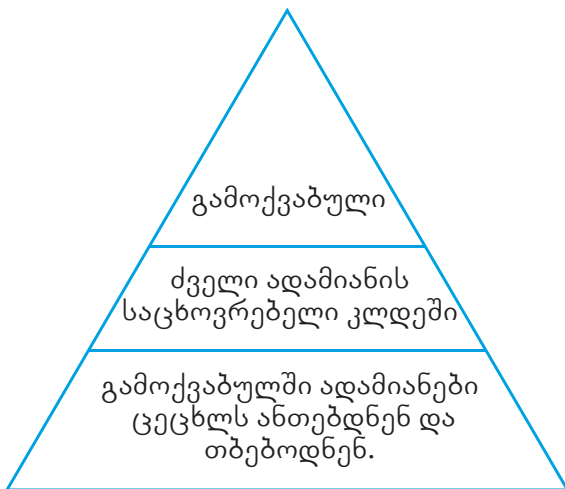 გამოქვაბული
ძველი ადამიანის
საცხოვრებელი კლდეში
გამოქვაბულში ადამიანები
ცეცხლს ანთებდნენ და
თბებოდნენ.